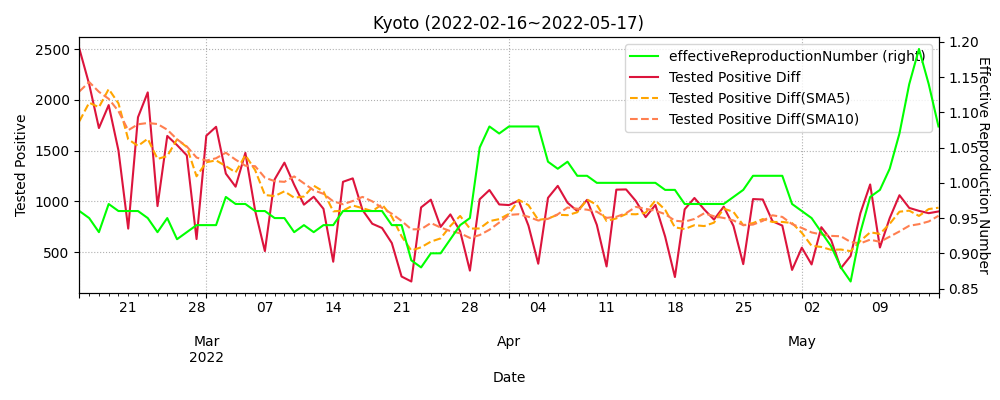 Kyoto (2022-02-16~2022-05-17)
effectiveReproductionNumber (right)
Tested Positive Diff
Tested Positive Diff(SMA5)
Tested Positive Diff(SMA10)
Tested Positive
2500
2000
1500
1000
500
1.20
1.15
1.10
1.05
1.00
0.95
0.90
0.85
Effective Reproduction Number
21 28 07 14 21 28 04 11 18 25 02 09
Mar Apr May
2022
Date